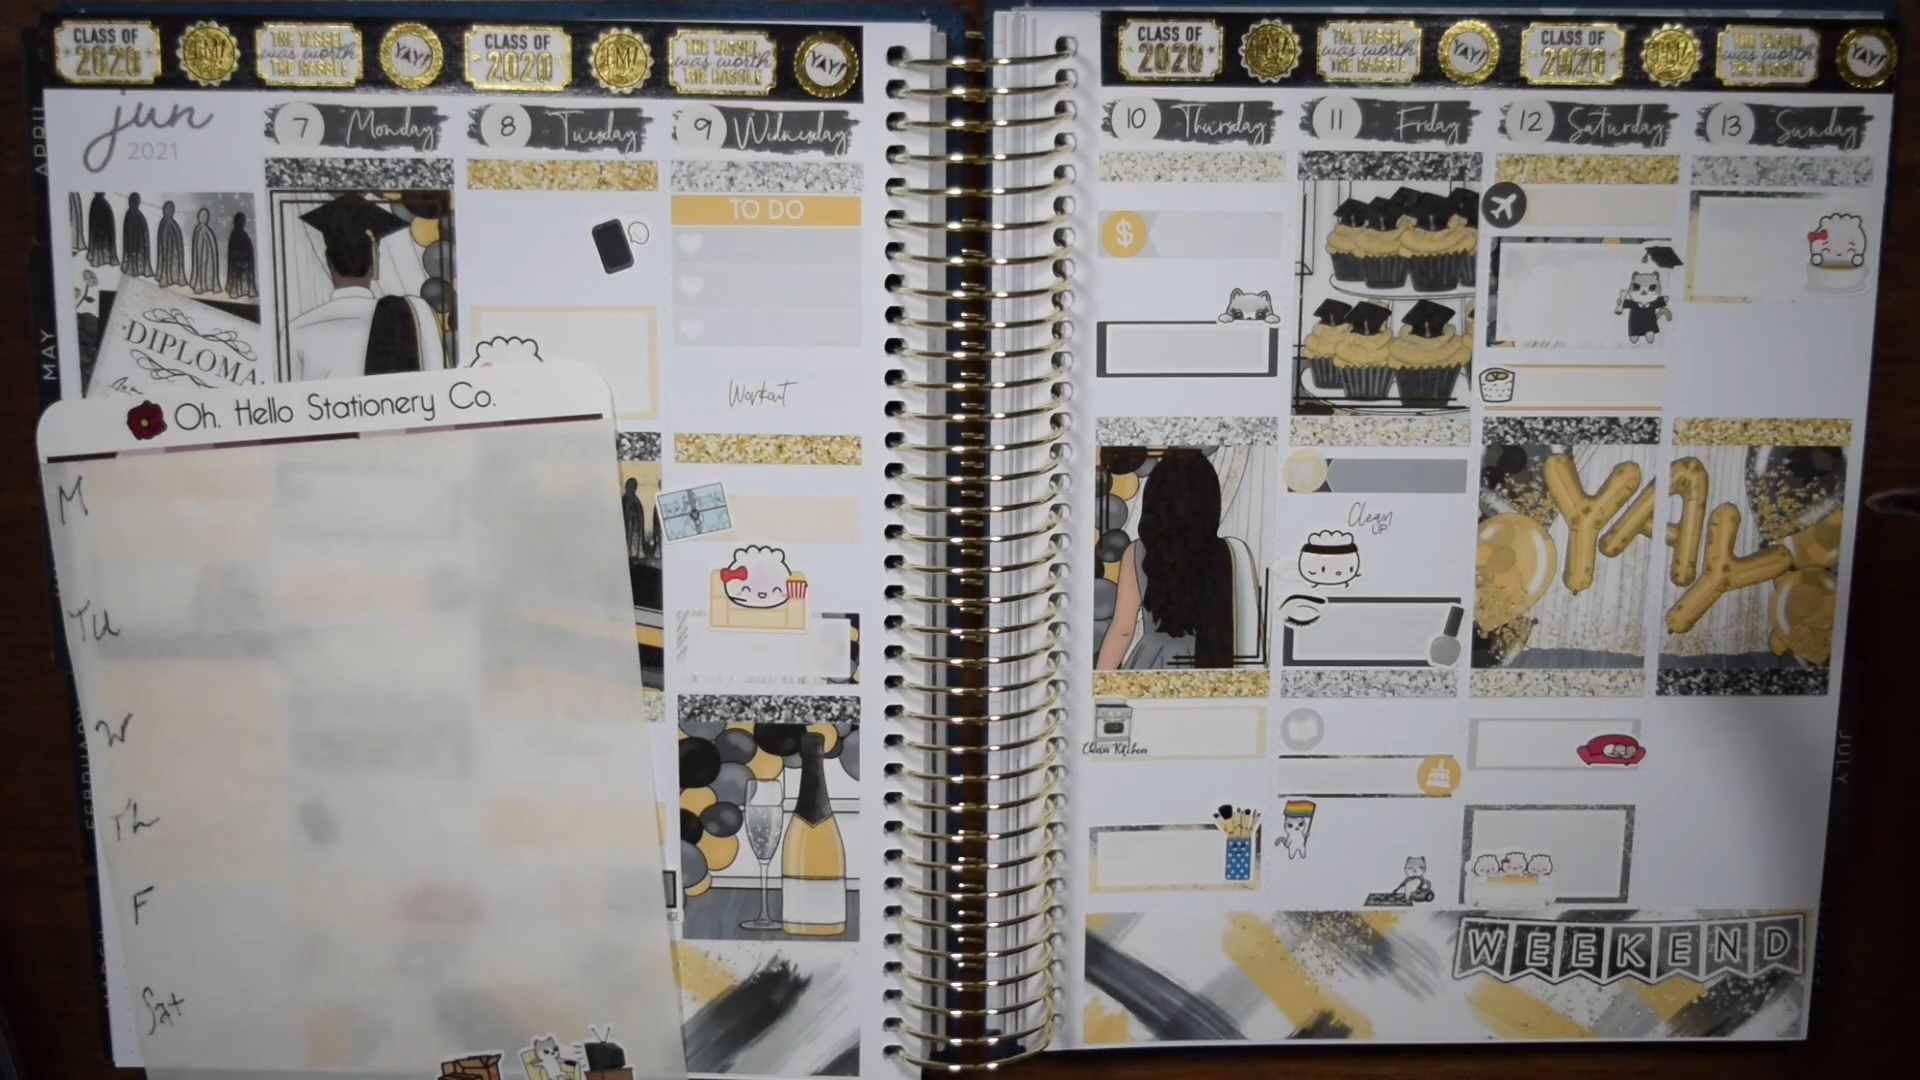 CLASS OF
2020
THE TASSEL
was worth
THE HASSLE
YAY!
CLASS OF
2020
THE TASSEL
was worth
THE HASSLE
YAY!
CLASS OF
2020
THE TASSEL
was worth
THE HASSLE
YAY!
CLASS OF
2020
THE TASSEL
was worth
THE HASSLE
YAY!
jun
2021
7 Monday
8 Tuesday
9 Wednesday
10 Thursday
11 Friday
12 Saturday
13 Sunday
APRIL
MAY
FEBRUARY
JULY
DIPLOMA
TO DO
Workout
$
Oh, Hello Stationery Co.
M
TU
W
Th
F
Sat
Clean
UP
YAY
Clean Kitchen
WEEKEND